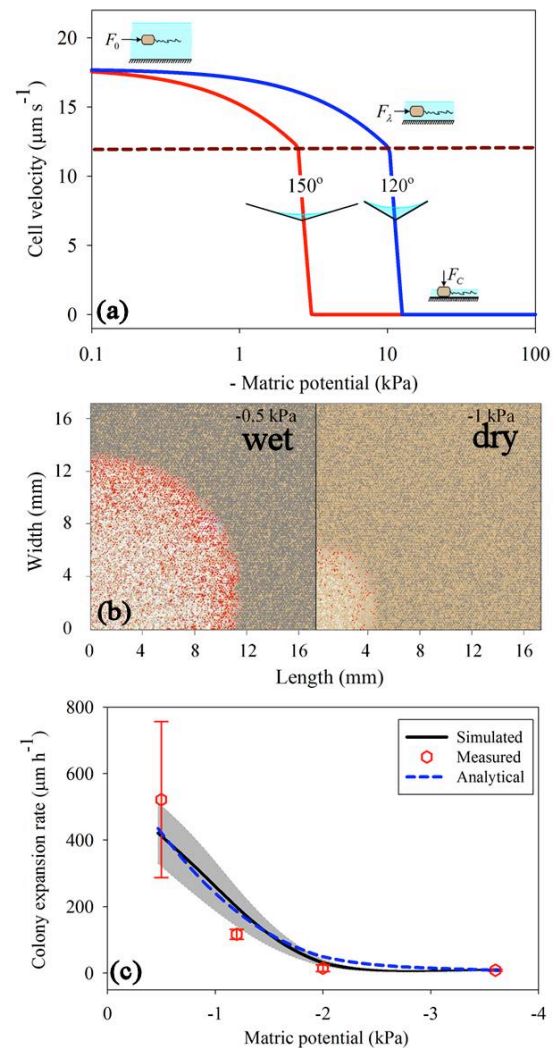 F₀
F_λ
F_C
150º
120º
(a)
Cell velocity (µm s⁻¹)
20
15
10
5
0
0.1 1 10 100
- Matric potential (kPa)
-0.5 kPa
wet
-1 kPa
dry
(b)
Width (mm)
16
12
8
4
0
0 4 8 12 16 4 8 12 16
Length (mm)
Simulated
Measured
Analytical
(c)
Colony expansion rate (µm h⁻¹)
800
600
400
200
0
0 -1 -2 -3 -4
Matric potential (kPa)